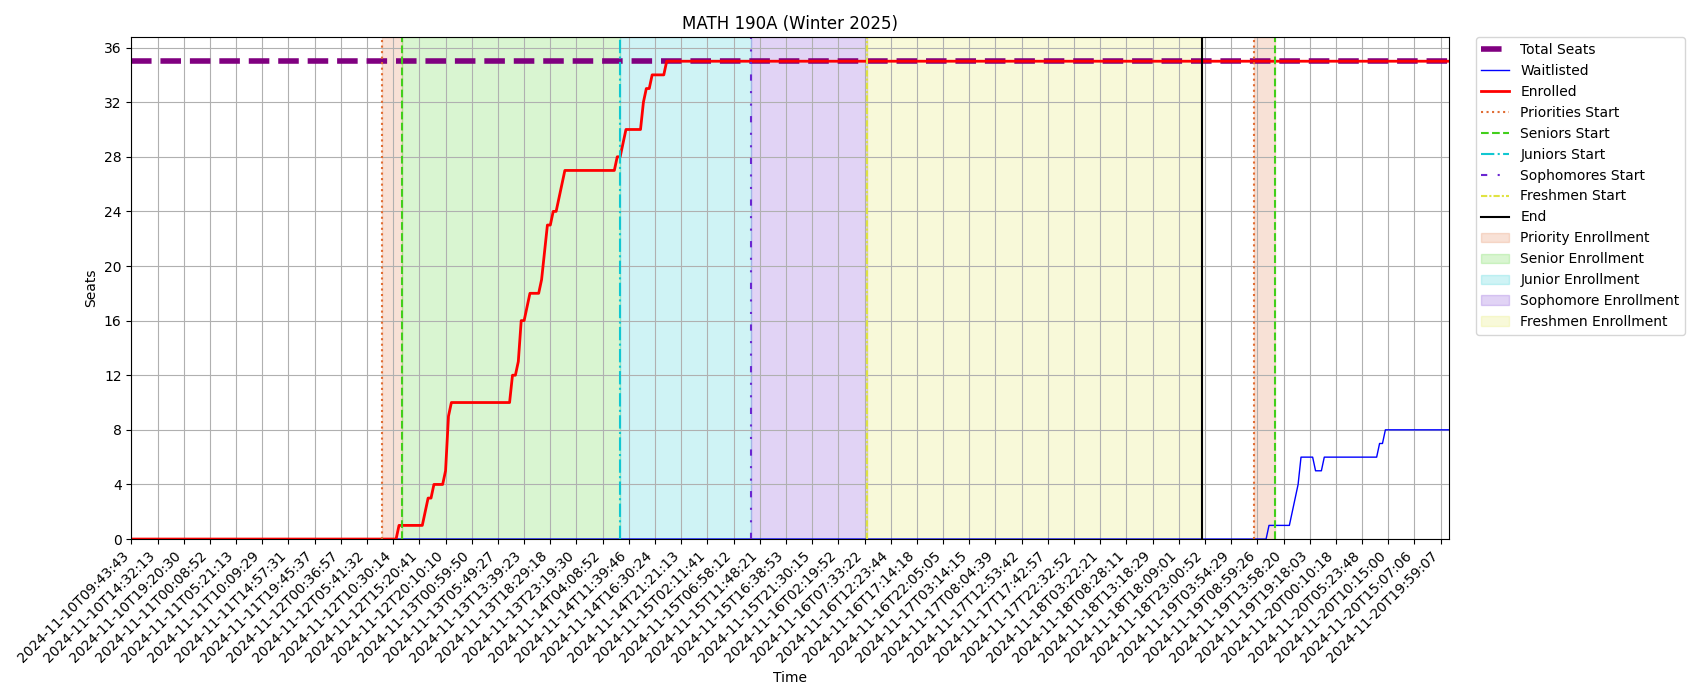 MATH 190A (Winter 2025)
Seats
36
32
28
24
20
16
12
8
4
0
2024-11-10T09:43:43
2024-11-10T14:32:13
2024-11-10T19:20:30
2024-11-11T00:08:52
2024-11-11T05:21:13
2024-11-11T10:09:29
2024-11-11T14:57:31
2024-11-11T19:45:37
2024-11-12T00:36:57
2024-11-12T05:41:32
2024-11-12T10:30:14
2024-11-12T15:20:41
2024-11-12T20:10:10
2024-11-13T00:59:50
2024-11-13T05:49:27
2024-11-13T13:39:23
2024-11-13T18:29:18
2024-11-13T23:19:30
2024-11-14T04:08:52
2024-11-14T11:39:46
2024-11-14T16:30:24
2024-11-14T21:21:13
2024-11-15T02:11:41
2024-11-15T06:58:12
2024-11-15T11:48:21
2024-11-15T16:38:53
2024-11-15T21:30:15
2024-11-16T02:19:52
2024-11-16T07:33:22
2024-11-16T12:23:44
2024-11-16T17:14:18
2024-11-16T22:05:05
2024-11-17T03:14:15
2024-11-17T08:04:39
2024-11-17T12:53:42
2024-11-17T17:42:57
2024-11-17T22:32:52
2024-11-18T03:22:21
2024-11-18T08:28:11
2024-11-18T13:18:29
2024-11-18T18:09:01
2024-11-18T23:00:52
2024-11-19T03:54:29
2024-11-19T08:59:26
2024-11-19T13:58:20
2024-11-19T19:18:03
2024-11-20T00:10:18
2024-11-20T05:23:48
2024-11-20T10:15:00
2024-11-20T15:07:06
2024-11-20T19:59:07
Time
Total Seats
Waitlisted
Enrolled
Priorities Start
Seniors Start
Juniors Start
Sophomores Start
Freshmen Start
End
Priority Enrollment
Senior Enrollment
Junior Enrollment
Sophomore Enrollment
Freshmen Enrollment